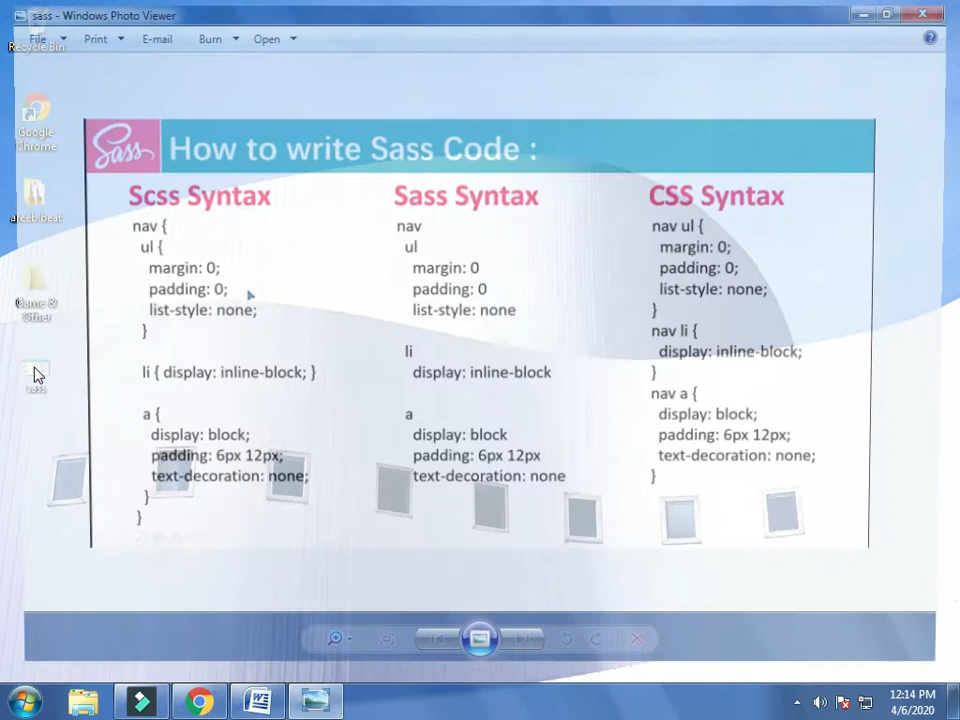 sass - Windows Photo Viewer
File Print E-mail Burn Open
Recycle Bin
Google
Chrome
areeb beat
Game &
Other
sass
Sass
How to write Sass Code :
Scss Syntax
nav {
ul {
margin: 0;
padding: 0;
list-style: none;
}
li { display: inline-block; }
a {
display: block;
padding: 6px 12px;
text-decoration: none;
}
}
Sass Syntax
nav
ul
margin: 0
padding: 0
list-style: none
li
display: inline-block
a
display: block
padding: 6px 12px
text-decoration: none
CSS Syntax
nav ul {
margin: 0;
padding: 0;
list-style: none;
}
nav li {
display: inline-block;
}
nav a {
display: block;
padding: 6px 12px;
text-decoration: none;
}
12:14 PM
4/6/2020